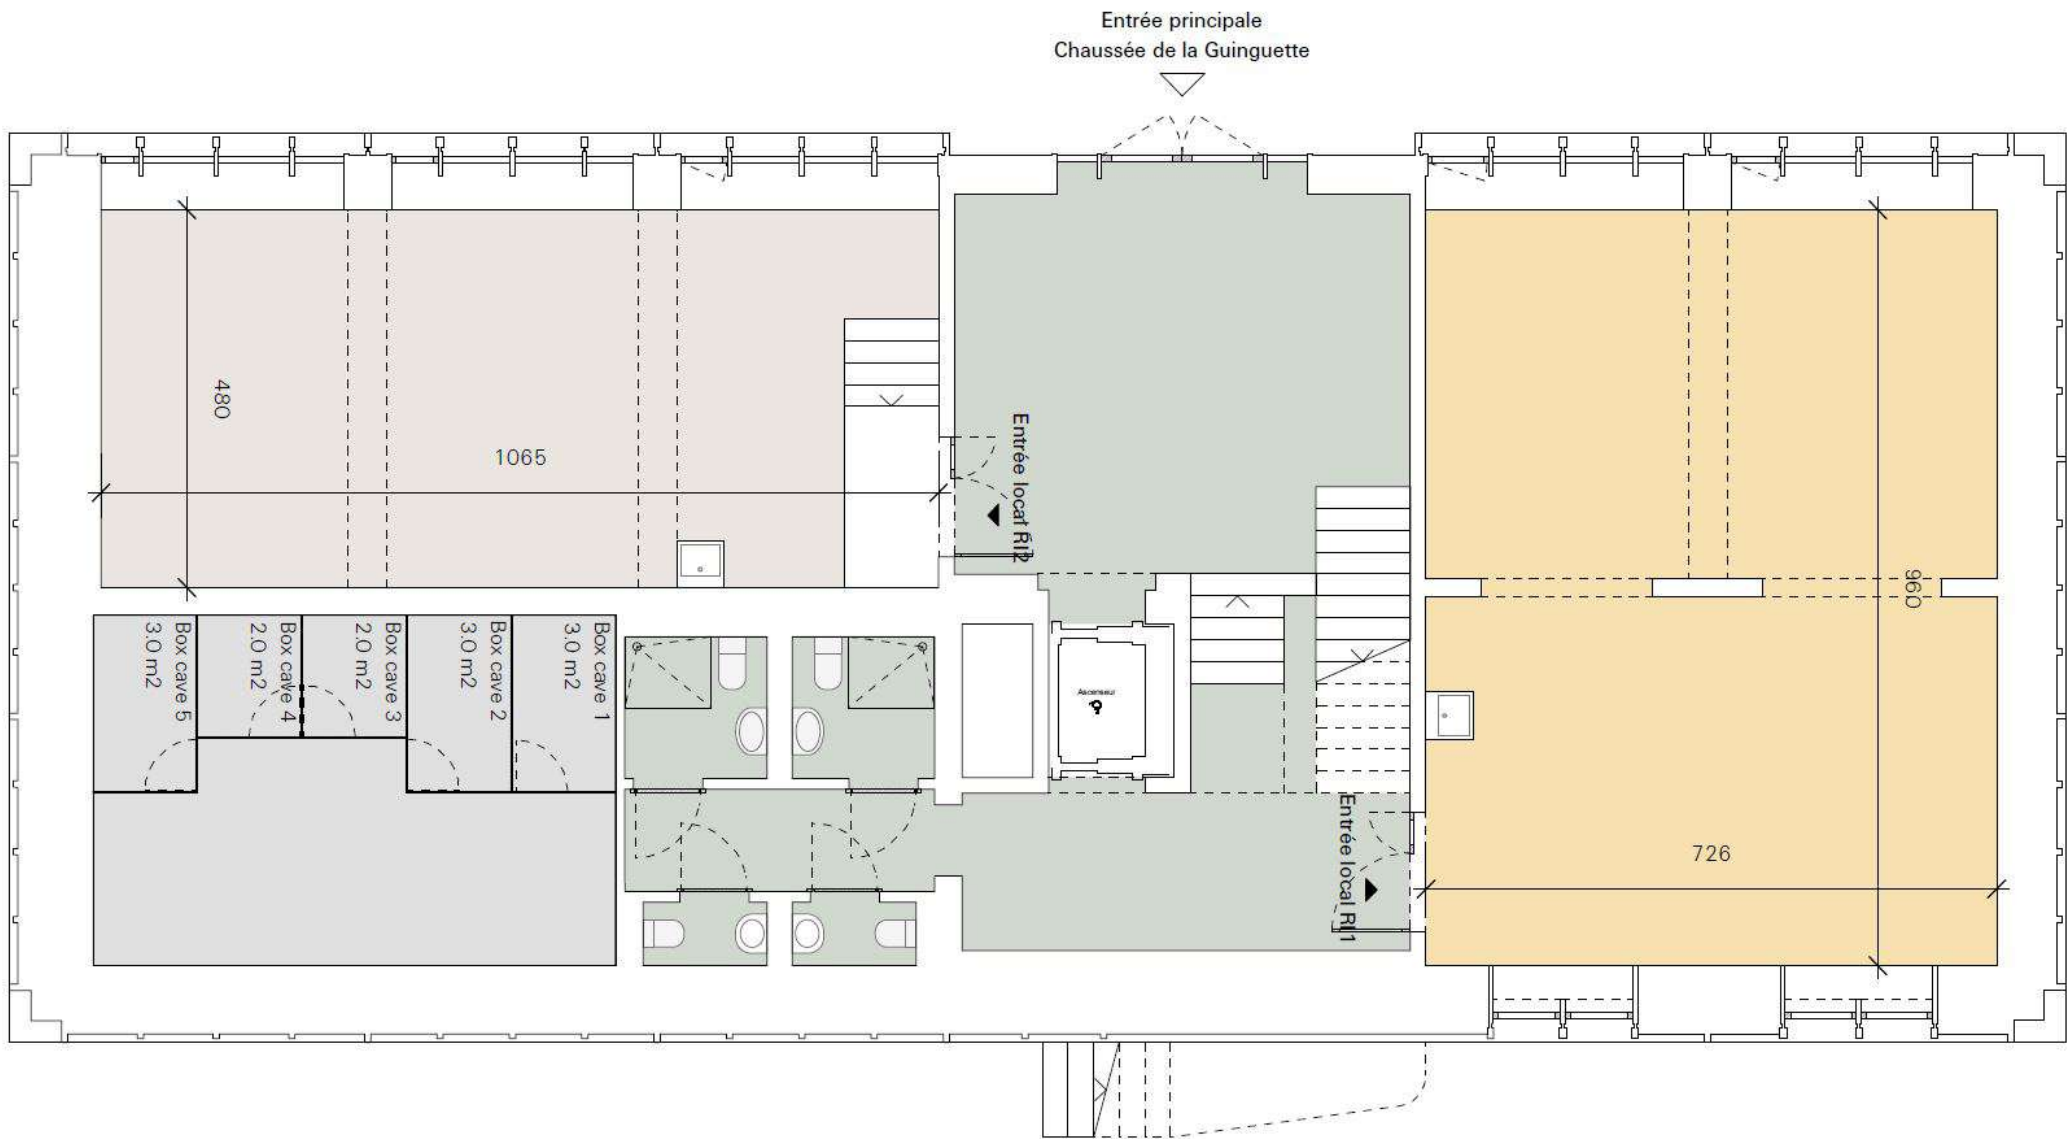 Entrée principale
Chaussée de la Guinguette
480
1065
Entrée local RI2
960
Box cave 5
3.0 m2
Box cave 4
2.0 m2
Box cave 3
2.0 m2
Box cave 2
3.0 m2
Box cave 1
3.0 m2
Ascenseur
Entrée local RI1
726